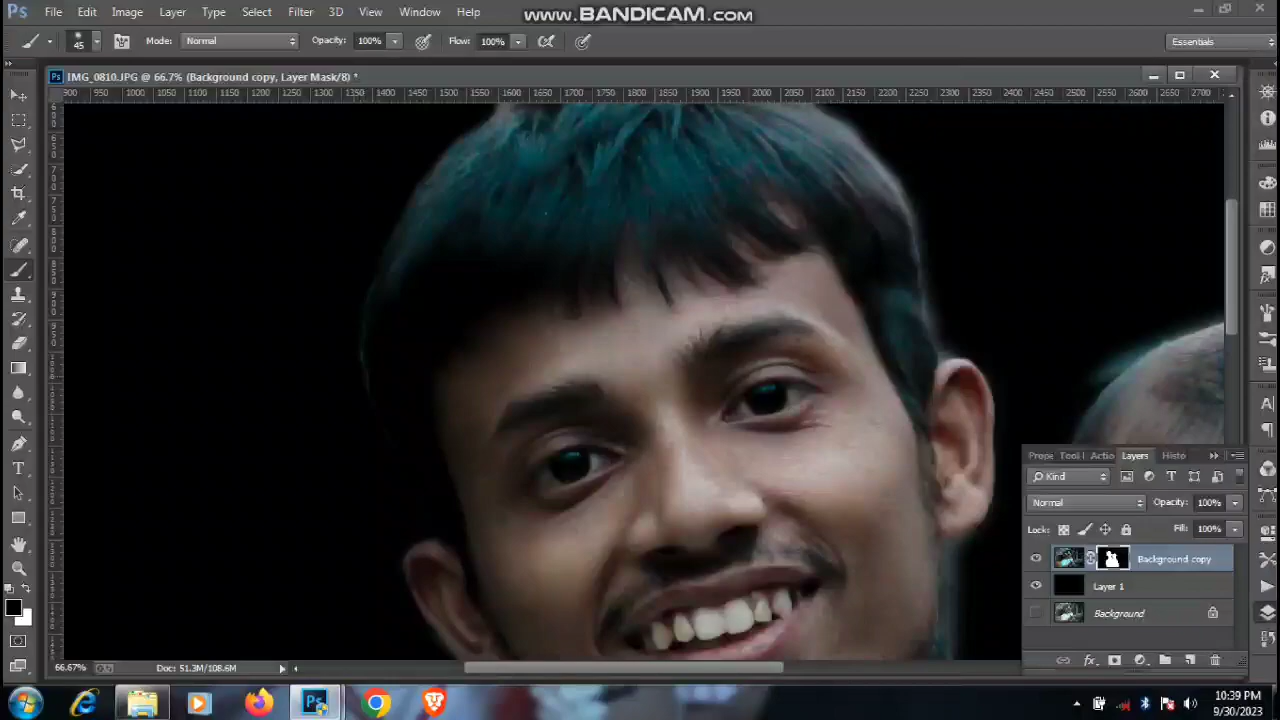 Ps File Edit Image Layer Type Select Filter 3D View Window Help
www.BANDICAM.com
45 Mode: Normal Opacity: 100% Flow: 100% Essentials
Ps IMG_0810.JPG @ 66.7% (Background copy, Layer Mask/8) *
900 950 1000 1050 1100 1150 1200 1250 1300 1350 1400 1450 1500 1550 1600 1650 1700 1750 1800 1850 1900 1950 2000 2050 2100 2150 2200 2250 2300 2350 2400 2450 2500 2550 2600 2650 2700
Prope Tool Actio Layers Histo
Kind
Normal Opacity: 100%
Lock: Fill: 100%
Background copy
Layer 1
Background
66.67% Doc: 51.3M/108.6M
10:39 PM
9/30/2023